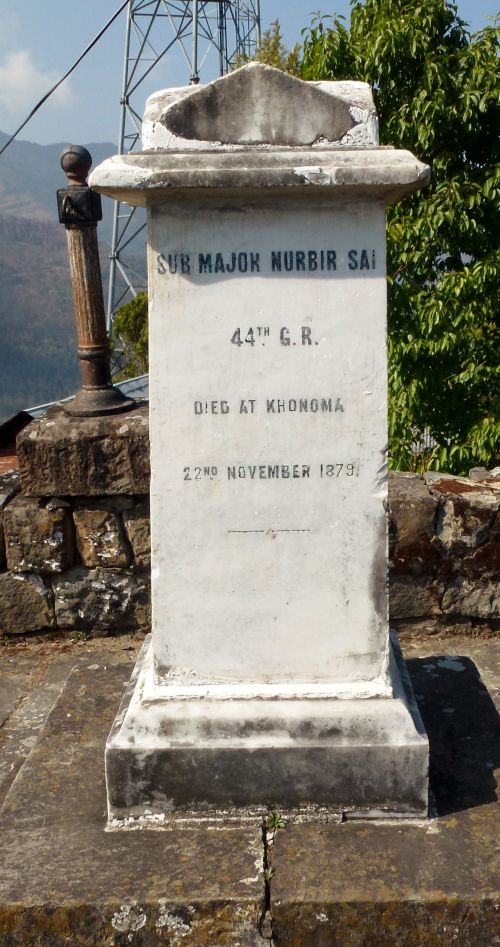 SUB MAJOR NURBIR SAI
44TH G.R.
DIED AT KHONOMA
22ND NOVEMBER 1879.